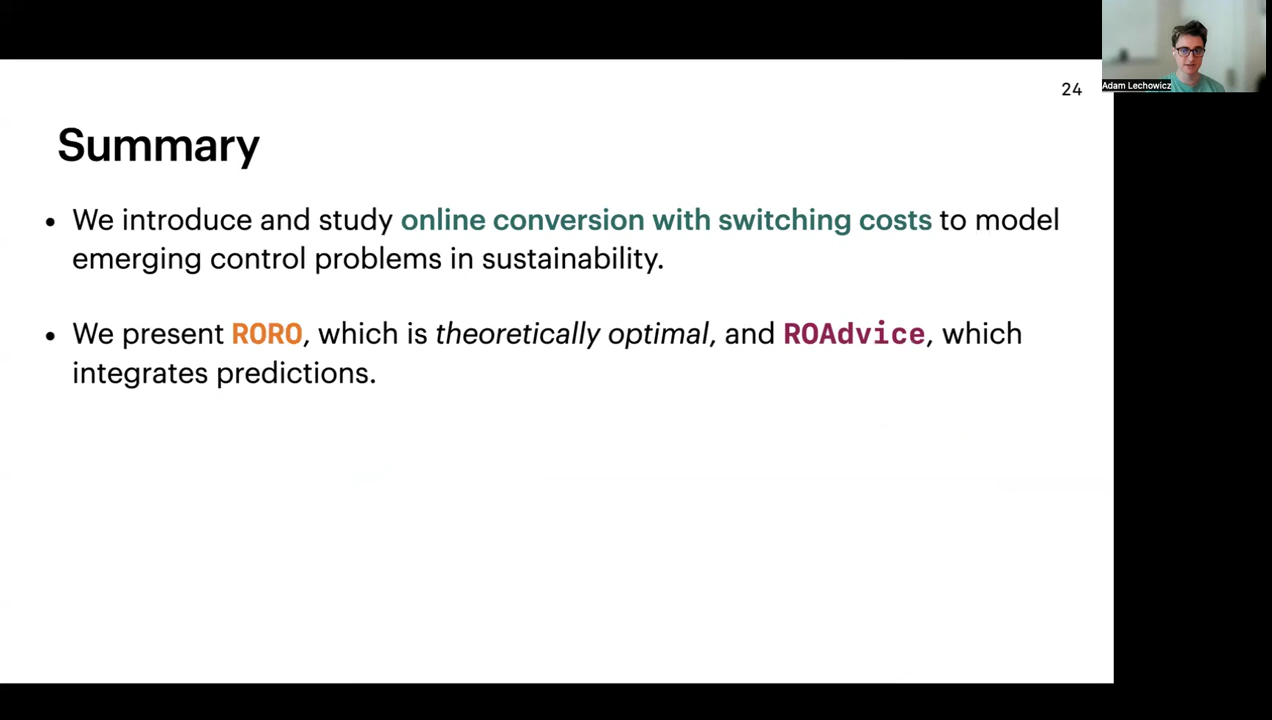 24
Adam Lechowicz
Summary
• We introduce and study online conversion with switching costs to model
emerging control problems in sustainability.
• We present RORO, which is theoretically optimal, and ROAdvice, which
integrates predictions.